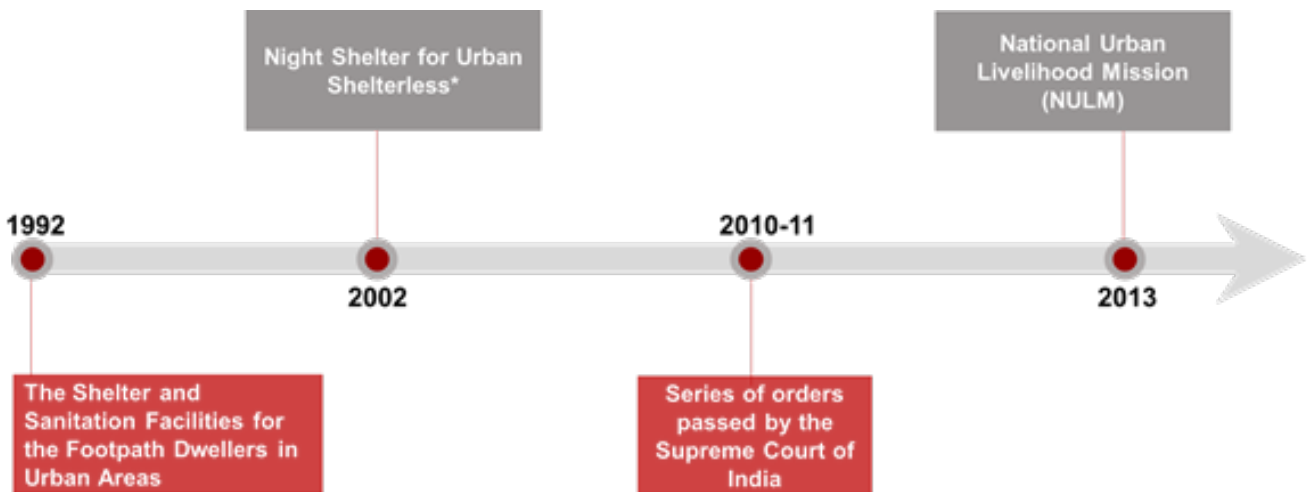 Night Shelter for Urban
Shelterless*
National Urban
Livelihood Mission
(NULM)
1992
2010-11
2002
2013
The Shelter and
Sanitation Facilities for
the Footpath Dwellers in
Urban Areas
Series of orders
passed by the
Supreme Court of
India